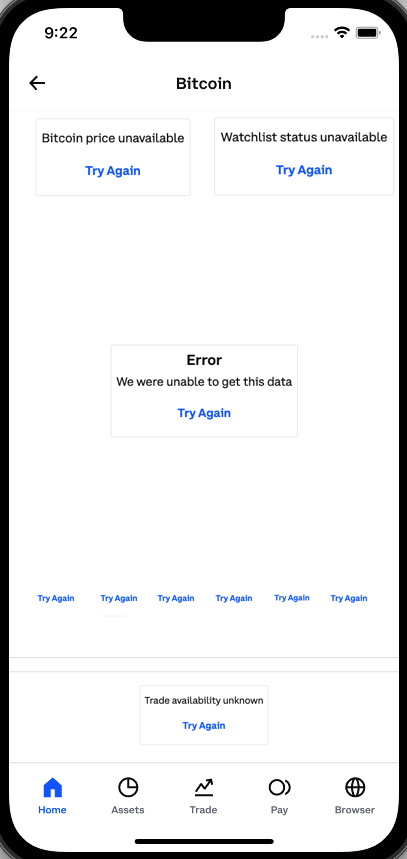 9:22
Bitcoin
Bitcoin price unavailable
Try Again
Watchlist status unavailable
Try Again
Error
We were unable to get this data
Try Again
Try Again Try Again Try Again Try Again Try Again Try Again
Trade availability unknown
Try Again
Home Assets Trade Pay Browser